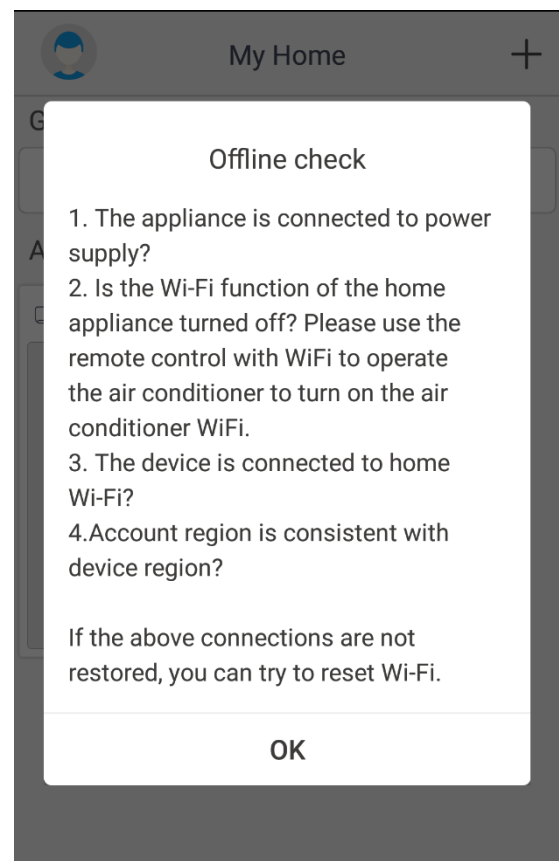 My Home
G
Offline check
1. The appliance is connected to power
supply?
A
2. Is the Wi-Fi function of the home
appliance turned off? Please use the
remote control with WiFi to operate
the air conditioner to turn on the air
conditioner WiFi.
3. The device is connected to home
Wi-Fi?
4.Account region is consistent with
device region?
If the above connections are not
restored, you can try to reset Wi-Fi.
OK